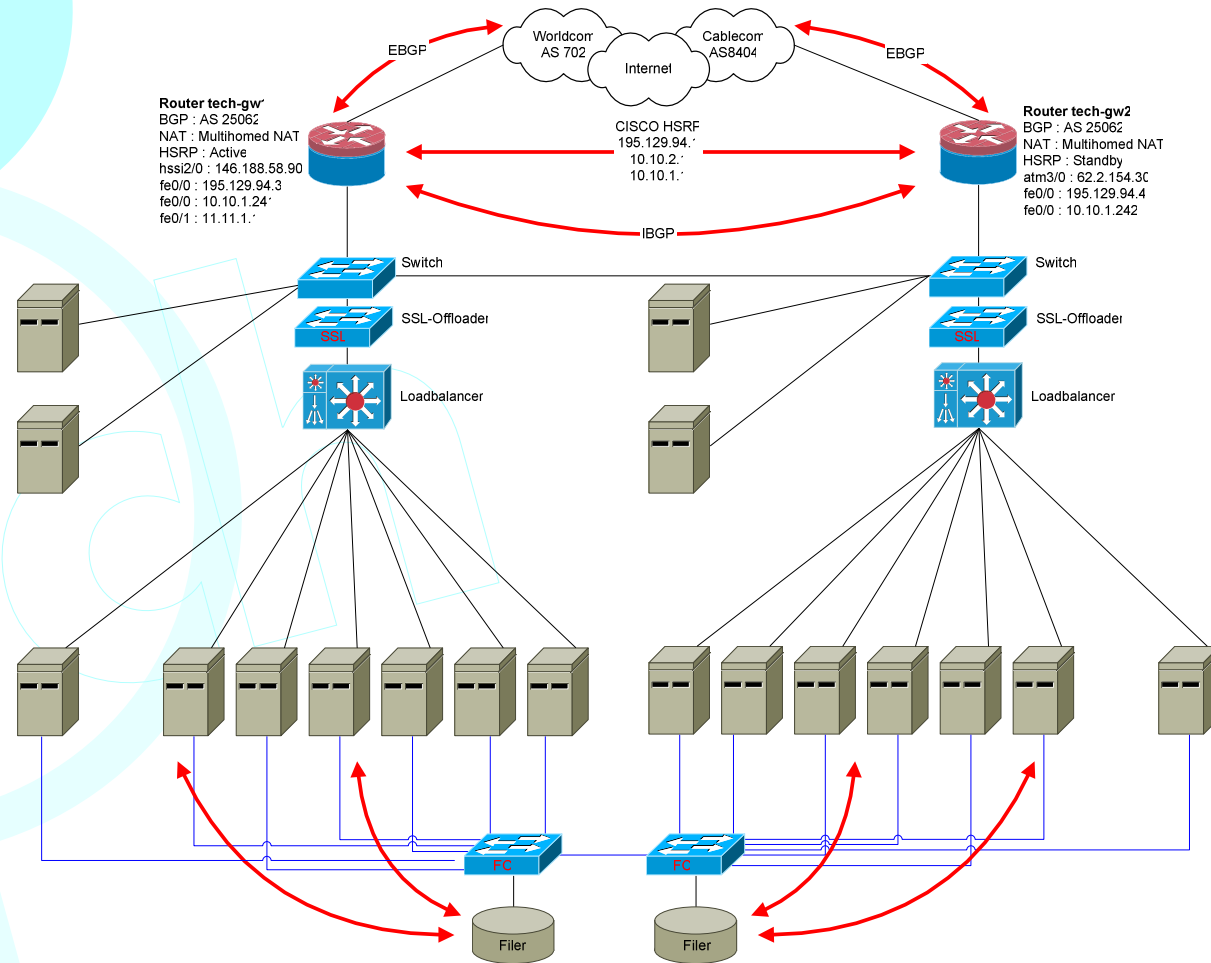 Worldcom
AS 702
Cablecom
AS8404
Internet
EBGP
EBGP
Router tech-gw1
BGP : AS 25062
NAT : Multihomed NAT
HSRP : Active
hssi2/0 : 146.188.58.90
fe0/0 : 195.129.94.3
fe0/0 : 10.10.1.241
fe0/1 : 11.11.1.1
CISCO HSRP
195.129.94.1
10.10.2.1
10.10.1.1
Router tech-gw2
BGP : AS 25062
NAT : Multihomed NAT
HSRP : Standby
atm3/0 : 62.2.154.30
fe0/0 : 195.129.94.4
fe0/0 : 10.10.1.242
IBGP
Switch
Switch
SSL-Offloader
SSL
SSL-Offloader
SSL
Loadbalancer
Loadbalancer
FC
FC
Filer
Filer